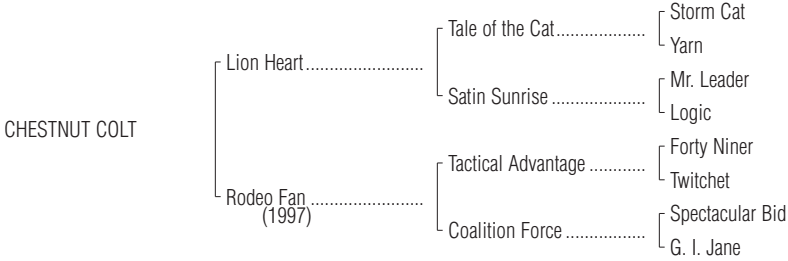 Storm Cat
Tale of the Cat....................
Yarn
Lion Heart.........................
Mr. Leader
Satin Sunrise .....................
Logic
CHESTNUT COLT
Forty Niner
Tactical Advantage ............
Twitchet
Rodeo Fan ........................
(1997)
Spectacular Bid
Coalition Force .................
G. I. Jane